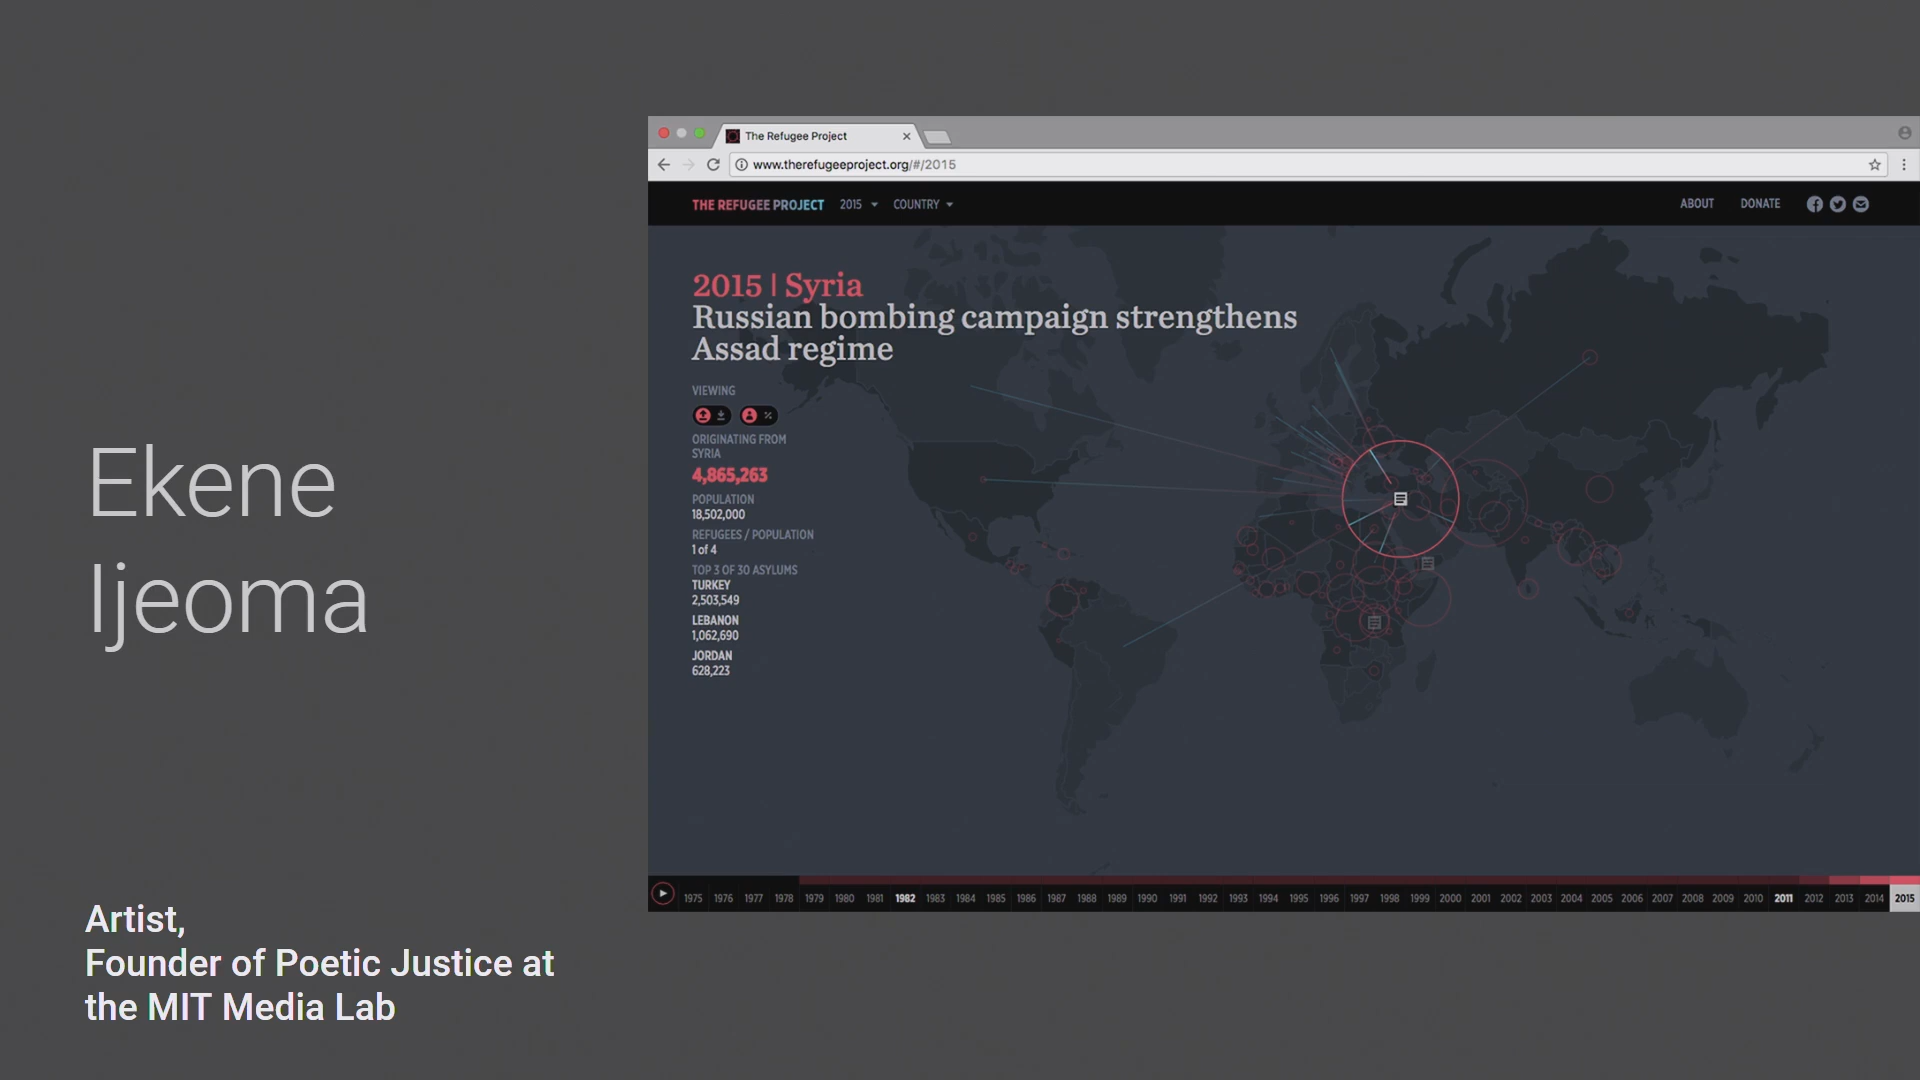 Ekene
Ijeoma
Artist,
Founder of Poetic Justice at
the MIT Media Lab
The Refugee Project
www.therefugeeproject.org/#/2015
THE REFUGEE PROJECT 2015 COUNTRY ABOUT DONATE
2015 | Syria
Russian bombing campaign strengthens
Assad regime
VIEWING
ORIGINATING FROM
SYRIA
4,865,263
POPULATION
18,502,000
REFUGEES / POPULATION
1 of 4
TOP 3 OF 30 ASYLUMS
TURKEY
2,503,549
LEBANON
1,062,690
JORDAN
628,223
1975 1976 1977 1978 1979 1980 1981 1982 1983 1984 1985 1986 1987 1988 1989 1990 1991 1992 1993 1994 1995 1996 1997 1998 1999 2000 2001 2002 2003 2004 2005 2006 2007 2008 2009 2010 2011 2012 2013 2014 2015